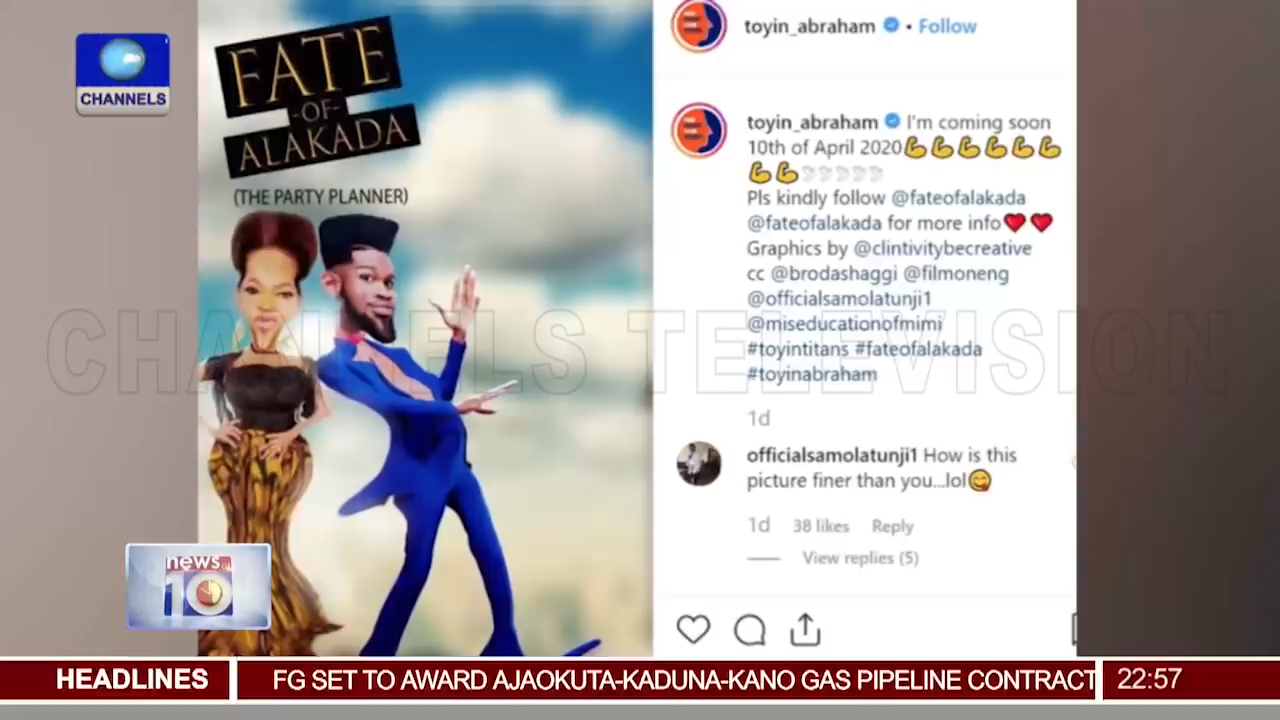 CHANNELS
FATE
-OF-
ALAKADA
(THE PARTY PLANNER)
toyin_abraham • Follow
toyin_abraham I'm coming soon
10th of April 2020💪💪💪💪💪💪
💪💪🕊🕊🕊🕊🕊
Pls kindly follow @fateofalakada
@fateofalakada for more info❤️ ❤️
Graphics by @clintivitybecreative
cc @brodashaggi @filmoneng
@officialsamolatunji1
@miseducationofmimi
#toyintitans #fateofalakada
#toyinabraham
1d
officialsamolatunji1 How is this
picture finer than you...lol😋
1d 38 likes Reply
View replies (5)
CHANNELS TELEVISION
news at
10
HEADLINES
FG SET TO AWARD AJAOKUTA-KADUNA-KANO GAS PIPELINE CONTRACT
22:57